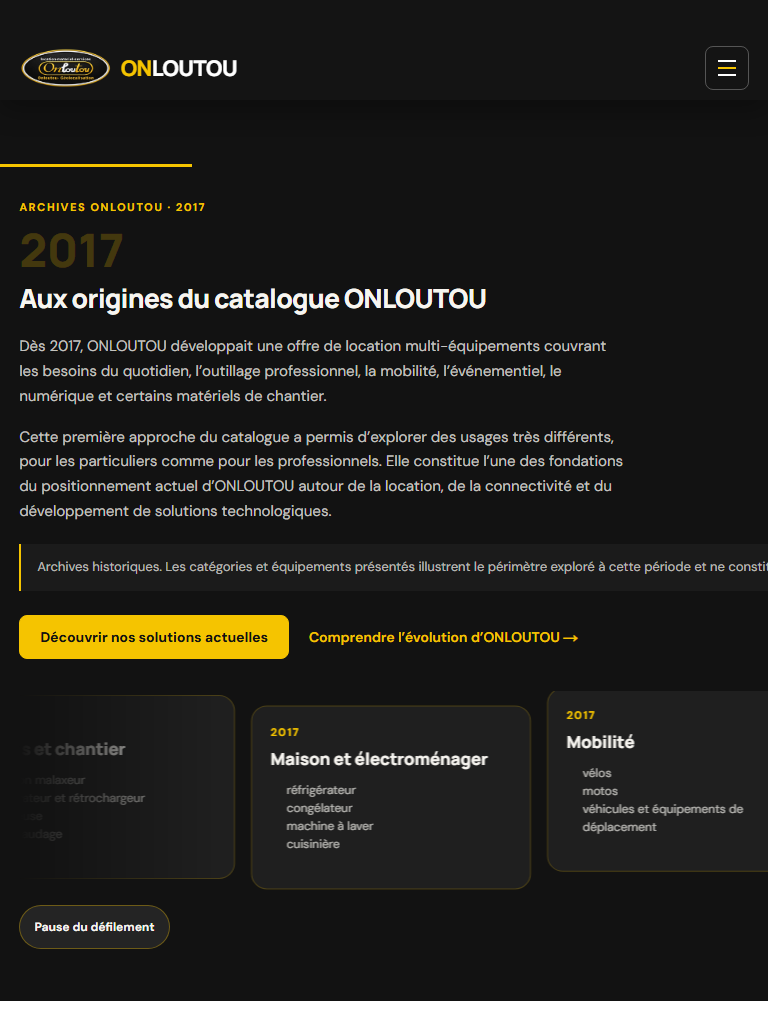 OnLoutou
ONLOUTOU
ARCHIVES ONLOUTOU · 2017
2017
Aux origines du catalogue ONLOUTOU
Dès 2017, ONLOUTOU développait une offre de location multi-équipements couvrant
les besoins du quotidien, l’outillage professionnel, la mobilité, l’événementiel, le
numérique et certains matériels de chantier.
Cette première approche du catalogue a permis d’explorer des usages très différents,
pour les particuliers comme pour les professionnels. Elle constitue l’une des fondations
du positionnement actuel d’ONLOUTOU autour de la location, de la connectivité et du
développement de solutions technologiques.
Archives historiques. Les catégories et équipements présentés illustrent le périmètre exploré à cette période et ne constit
Découvrir nos solutions actuelles
Comprendre l’évolution d’ONLOUTOU →
s et chantier
malaxeur
et rétrochargeur
2017
Maison et électroménager
réfrigérateur
congélateur
machine à laver
cuisinière
2017
Mobilité
vélos
motos
véhicules et équipements de
déplacement
Pause du défilement